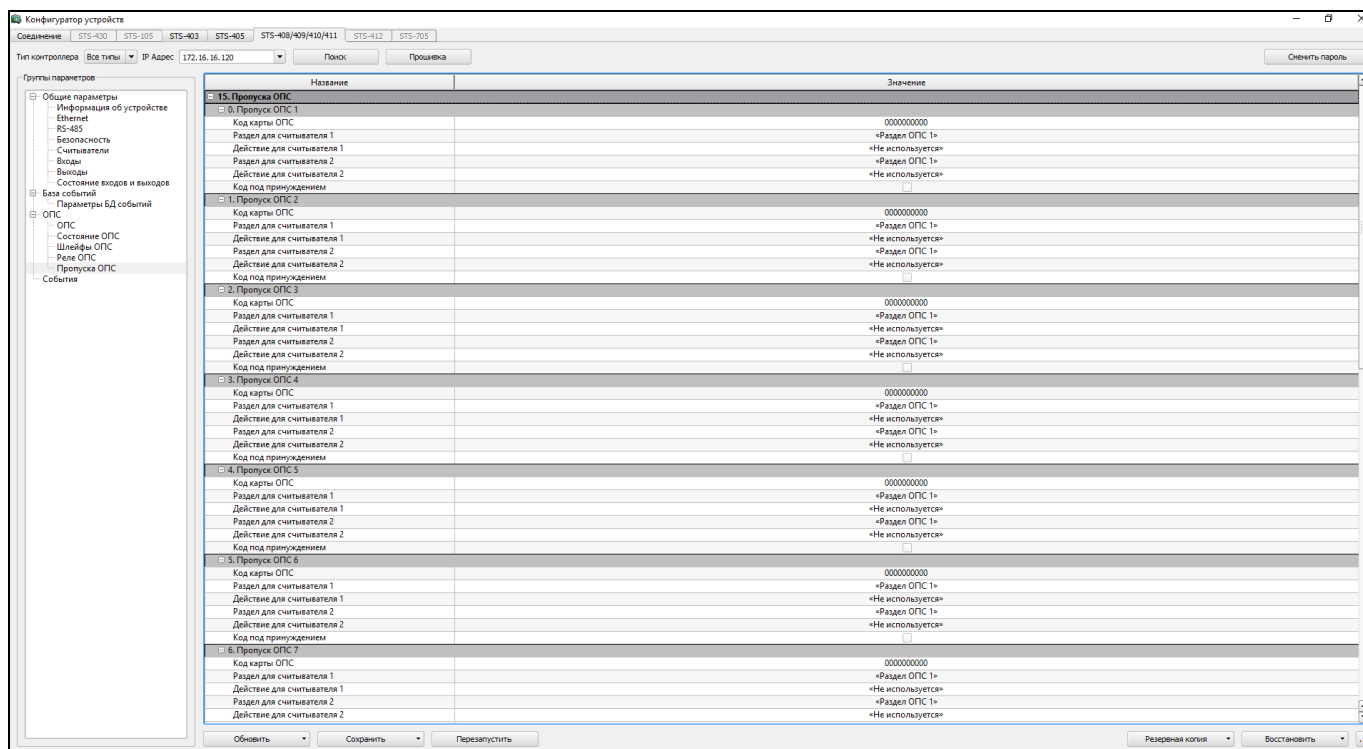 Конфигуратор устройств
Соединение STS-430 STS-105 STS-403 STS-405 STS-408/409/410/411 STS-412 STS-705
Тип контроллера Все типы IP Адрес 172.16.16.120 Поиск Прошивка Сменить пароль
Группы параметров
Общие параметры
Информация об устройстве
Ethernet
RS-485
Безопасность
Считыватели
Входы
Выходы
Состояние входов и выходов
База событий
Параметры БД событий
ОПС
ОПС
Состояние ОПС
Шлейфы ОПС
Реле ОПС
Пропуска ОПС
События
Название Значение
15. Пропуска ОПС
0. Пропуск ОПС 1
Код карты ОПС 0000000000
Раздел для считывателя 1 «Раздел ОПС 1»
Действие для считывателя 1 «Не используется»
Раздел для считывателя 2 «Раздел ОПС 1»
Действие для считывателя 2 «Не используется»
Код под принуждением
1. Пропуск ОПС 2
Код карты ОПС 0000000000
Раздел для считывателя 1 «Раздел ОПС 1»
Действие для считывателя 1 «Не используется»
Раздел для считывателя 2 «Раздел ОПС 1»
Действие для считывателя 2 «Не используется»
Код под принуждением
2. Пропуск ОПС 3
Код карты ОПС 0000000000
Раздел для считывателя 1 «Раздел ОПС 1»
Действие для считывателя 1 «Не используется»
Раздел для считывателя 2 «Раздел ОПС 1»
Действие для считывателя 2 «Не используется»
Код под принуждением
3. Пропуск ОПС 4
Код карты ОПС 0000000000
Раздел для считывателя 1 «Раздел ОПС 1»
Действие для считывателя 1 «Не используется»
Раздел для считывателя 2 «Раздел ОПС 1»
Действие для считывателя 2 «Не используется»
Код под принуждением
4. Пропуск ОПС 5
Код карты ОПС 0000000000
Раздел для считывателя 1 «Раздел ОПС 1»
Действие для считывателя 1 «Не используется»
Раздел для считывателя 2 «Раздел ОПС 1»
Действие для считывателя 2 «Не используется»
Код под принуждением
5. Пропуск ОПС 6
Код карты ОПС 0000000000
Раздел для считывателя 1 «Раздел ОПС 1»
Действие для считывателя 1 «Не используется»
Раздел для считывателя 2 «Раздел ОПС 1»
Действие для считывателя 2 «Не используется»
Код под принуждением
6. Пропуск ОПС 7
Код карты ОПС 0000000000
Раздел для считывателя 1 «Раздел ОПС 1»
Действие для считывателя 1 «Не используется»
Раздел для считывателя 2 «Раздел ОПС 1»
Действие для считывателя 2 «Не используется»
Обновить Сохранить Перезапустить Резервная копия Восстановить ...